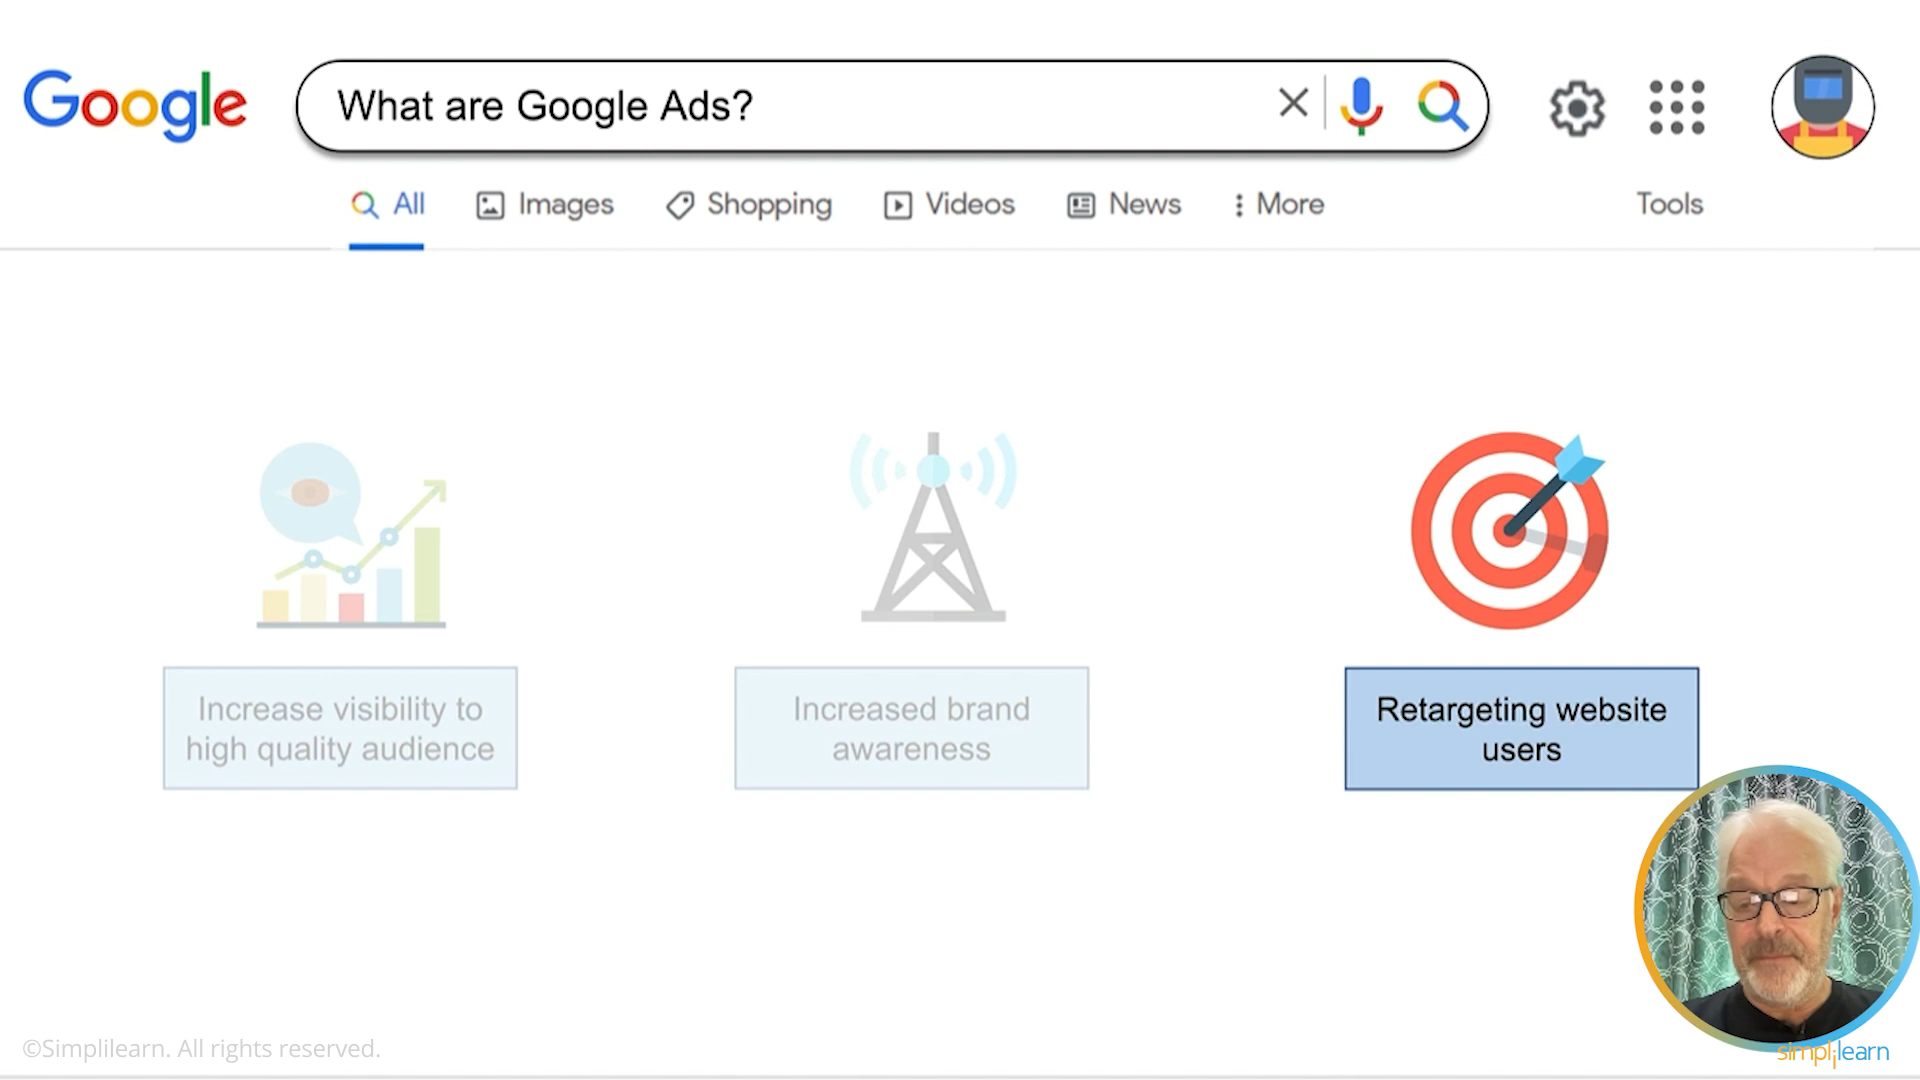 Google
What are Google Ads?
All Images Shopping Videos News More Tools
Increase visibility to
high quality audience
Increased brand
awareness
Retargeting website
users
©Simplilearn. All rights reserved.
simplilearn